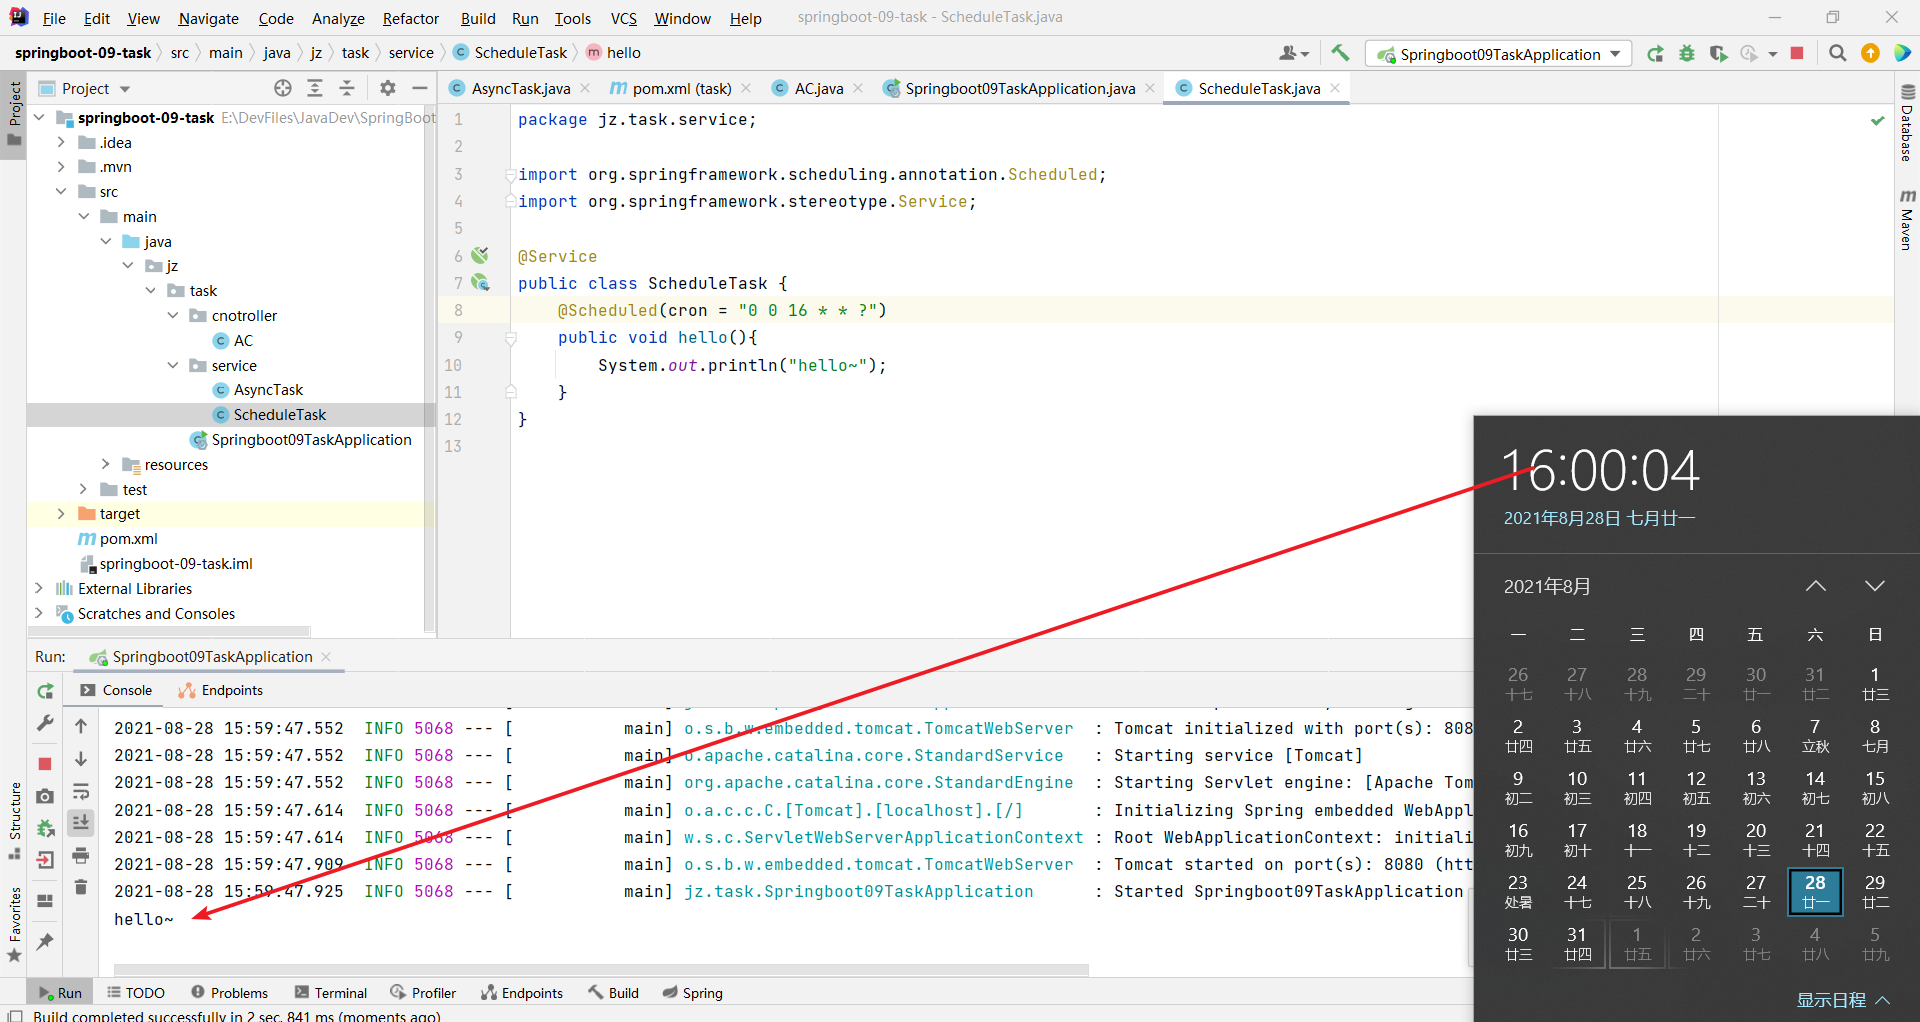 File Edit View Navigate Code Analyze Refactor Build Run Tools VCS Window Help springboot-09-task - ScheduleTask.java
springboot-09-task src main java jz task service ScheduleTask hello Springboot09TaskApplication
Project AsyncTask.java pom.xml (task) AC.java Springboot09TaskApplication.java ScheduleTask.java
Project
springboot-09-task E:\DevFiles\JavaDev\SpringBoot
.idea
.mvn
src
main
java
jz
task
cnotroller
AC
service
AsyncTask
ScheduleTask
Springboot09TaskApplication
resources
test
target
pom.xml
springboot-09-task.iml
External Libraries
Scratches and Consoles
1 package jz.task.service;
2
3 import org.springframework.scheduling.annotation.Scheduled;
4 import org.springframework.stereotype.Service;
5
6 @Service
7 public class ScheduleTask {
8 @Scheduled(cron = "0 0 16 * * ?")
9 public void hello(){
10 System.out.println("hello~");
11 }
12 }
13
Database
Maven
Run: Springboot09TaskApplication
Console Endpoints
2021-08-28 15:59:47.552 INFO 5068 --- [ main] o.s.b.w.embedded.tomcat.TomcatWebServer : Tomcat initialized with port(s): 808
2021-08-28 15:59:47.552 INFO 5068 --- [ main] o.apache.catalina.core.StandardService : Starting service [Tomcat]
2021-08-28 15:59:47.552 INFO 5068 --- [ main] org.apache.catalina.core.StandardEngine : Starting Servlet engine: [Apache Tom
2021-08-28 15:59:47.614 INFO 5068 --- [ main] o.a.c.c.C.[Tomcat].[localhost].[/] : Initializing Spring embedded WebAppl
2021-08-28 15:59:47.614 INFO 5068 --- [ main] w.s.c.ServletWebServerApplicationContext : Root WebApplicationContext: initiali
2021-08-28 15:59:47.909 INFO 5068 --- [ main] o.s.b.w.embedded.tomcat.TomcatWebServer : Tomcat started on port(s): 8080 (htt
2021-08-28 15:59:47.925 INFO 5068 --- [ main] jz.task.Springboot09TaskApplication : Started Springboot09TaskApplication
hello~
Structure
Favorites
Run TODO Problems Terminal Profiler Endpoints Build Spring
Build completed successfully in 2 sec, 841 ms (moments ago)
16:00:04
2021年8月28日 七月廿一
2021年8月
一 二 三 四 五 六 日
26 27 28 29 30 31 1
十七 十八 十九 二十 廿一 廿二 廿三
2 3 4 5 6 7 8
廿四 廿五 廿六 廿七 廿八 立秋 七月
9 10 11 12 13 14 15
初二 初三 初四 初五 初六 初七 初八
16 17 18 19 20 21 22
初九 初十 十一 十二 十三 十四 十五
23 24 25 26 27 28 29
处暑 十七 十八 十九 二十 廿一 廿二
30 31 1 2 3 4 5
廿三 廿四 廿五 廿六 廿七 廿八 廿九
显示日程